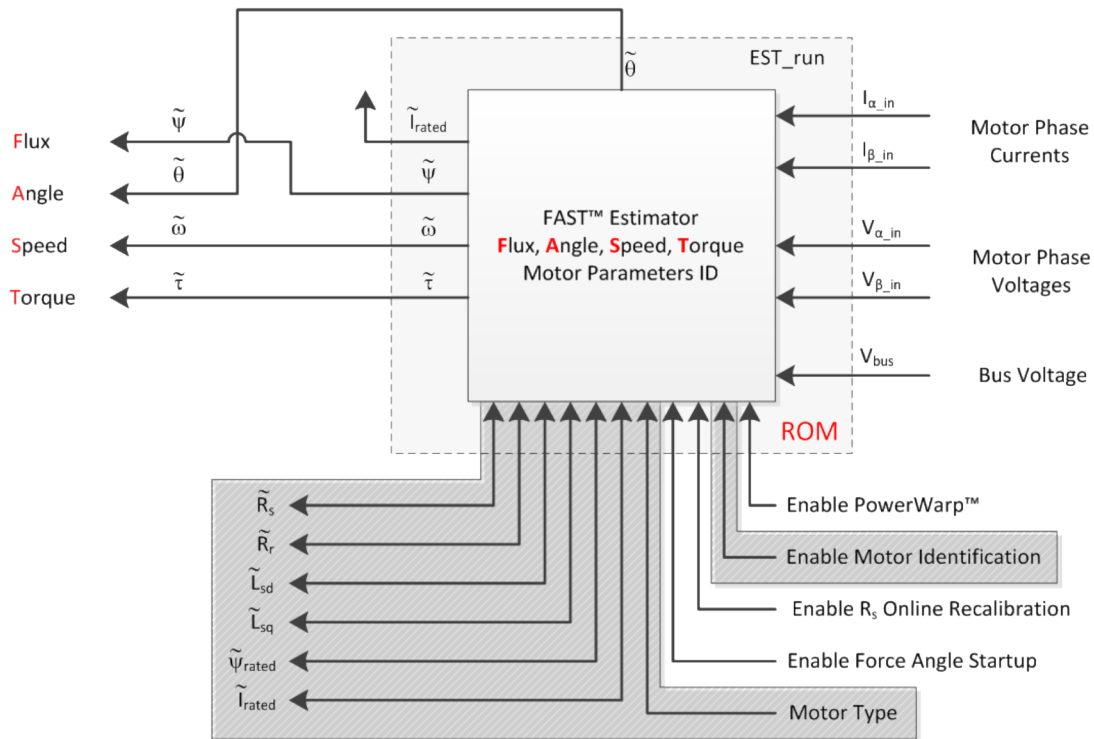 θ̃
EST_run
Ĩrated
Iα_in
Iβ_in
Motor Phase
Currents
ψ̃
Flux
ψ̃
θ̃
Angle
FAST™ Estimator
Flux, Angle, Speed, Torque
Motor Parameters ID
ω̃
Speed
ω̃
Vα_in
Vβ_in
Motor Phase
Voltages
τ̃
Torque
τ̃
Vbus
Bus Voltage
ROM
R̃s
Enable PowerWarp™
R̃r
Enable Motor Identification
L̃sd
Enable Rs Online Recalibration
L̃sq
Enable Force Angle Startup
ψ̃rated
Ĩrated
Motor Type